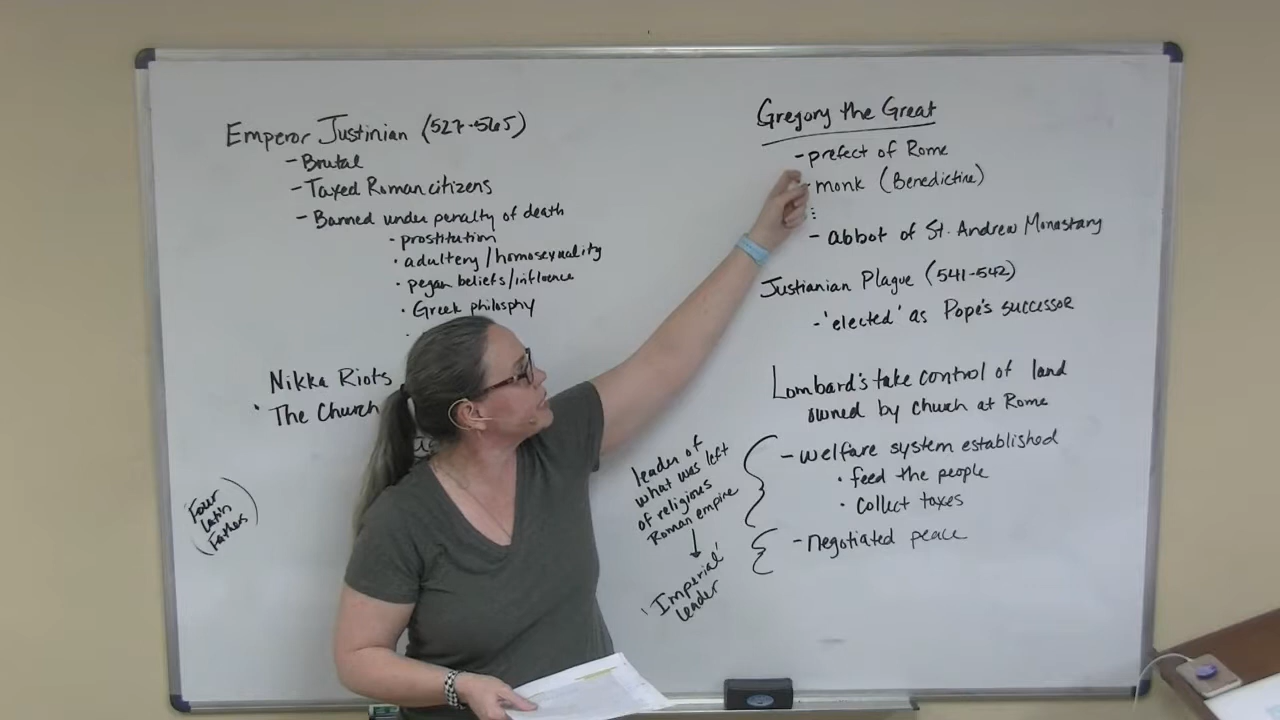 Emperor Justinian (527-565)
- Brutal
- Taxed Roman citizens
- Banned under penalty of death
• prostitution
• adultery/homosexuality
• pegan beliefs/influence
• Greek philosphy
Nikka Riots
• The Church
Four
Latin
Fathers
Gregory the Great
- prefect of Rome
- monk (Benedictine)
- abbot of St. Andrew Monastary
Justianian Plague (541-542)
- 'elected' as Pope's successor
Lombard's take control of land
owned by church at Rome
- welfare system established
• feed the people
• collect taxes
- negotiated peace
leader of
what was left
of religious
Roman empire
'Imperial'
leader